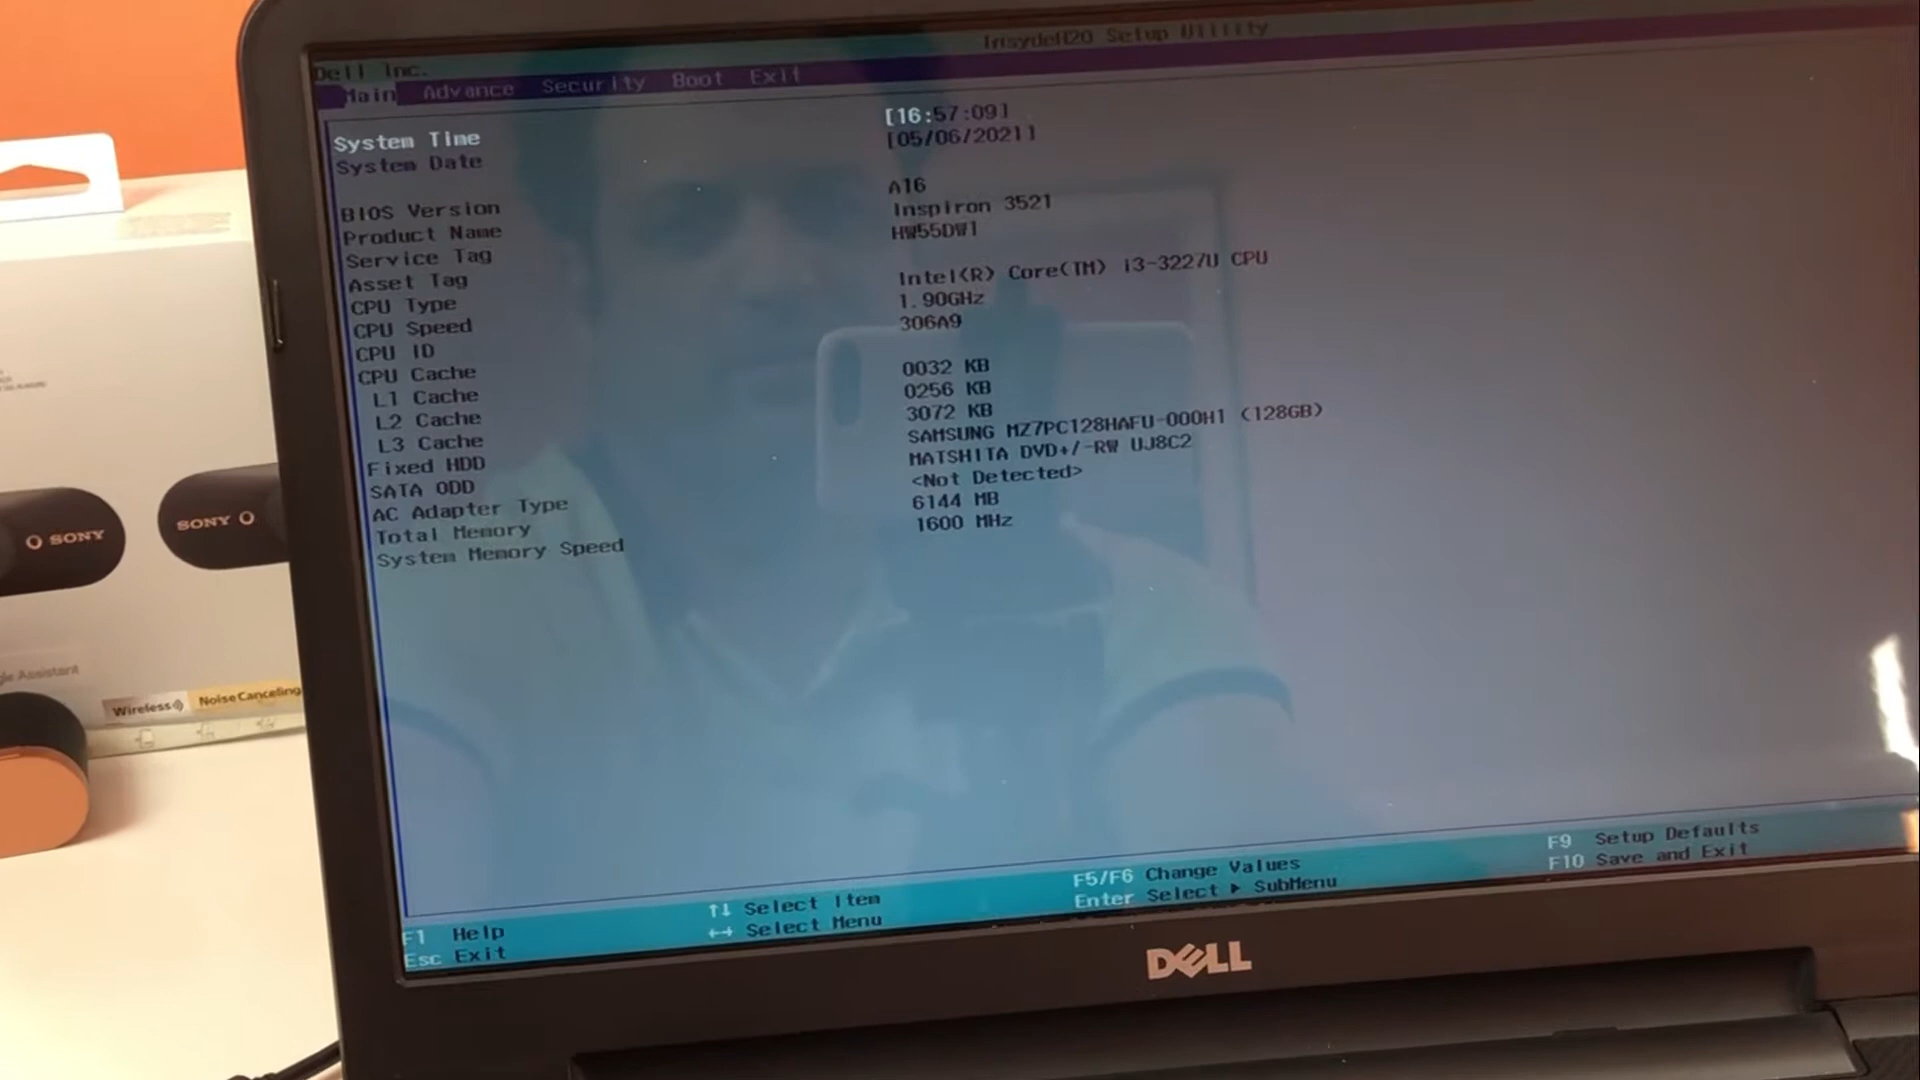 InsydeH20 Setup Utility
Dell Inc.
Main Advance Security Boot Exit
System Time [16:57:09]
System Date [05/06/2021]
BIOS Version A16
Product Name Inspiron 3521
Service Tag HW55DW1
Asset Tag
CPU Type Intel(R) Core(TM) i3-3227U CPU
CPU Speed 1.90GHz
CPU ID 306A9
CPU Cache
L1 Cache 0032 KB
L2 Cache 0256 KB
L3 Cache 3072 KB
Fixed HDD SAMSUNG MZ7PC128HAFU-000H1 (128GB)
SATA ODD MATSHITA DVD+/-RW UJ8C2
AC Adapter Type <Not Detected>
Total Memory 6144 MB
System Memory Speed 1600 MHz
F1 Help
↑↓ Select Item
F5/F6 Change Values
F9 Setup Defaults
Esc Exit
←→ Select Menu
Enter Select ▶ SubMenu
F10 Save and Exit
DELL
SONY
SONY
Assistant
Wireless
Noise Canceling